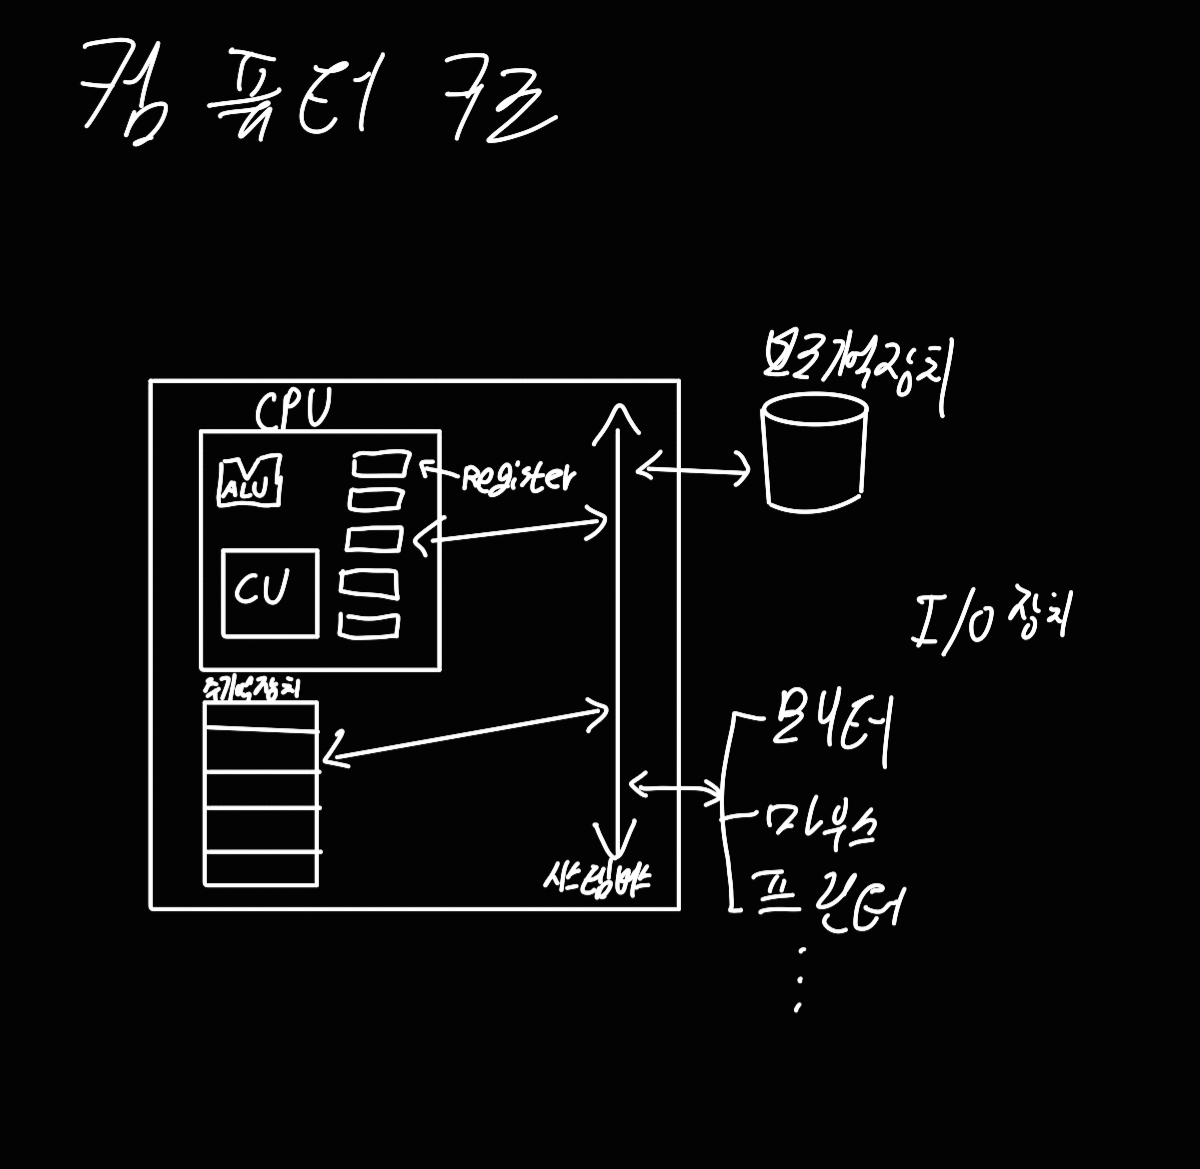 컴퓨터 구조
보조기억장치
CPU
ALU
Register
CU
I/O 장치
주기억장치
모니터
마우스
시스템버스
프린터